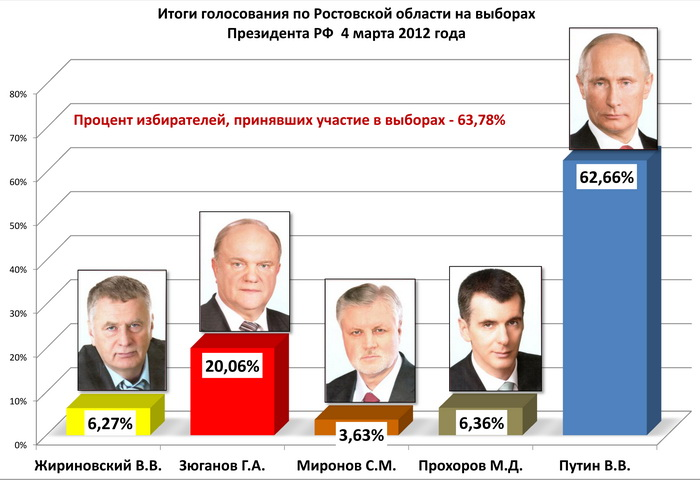 Итоги голосования по Ростовской области на выборах
Президента РФ 4 марта 2012 года
Процент избирателей, принявших участие в выборах - 63,78%
80%
70%
60%
50%
40%
30%
20%
10%
0%
62,66%
20,06%
6,27%
3,63%
6,36%
Жириновский В.В.
Зюганов Г.А.
Миронов С.М.
Прохоров М.Д.
Путин В.В.